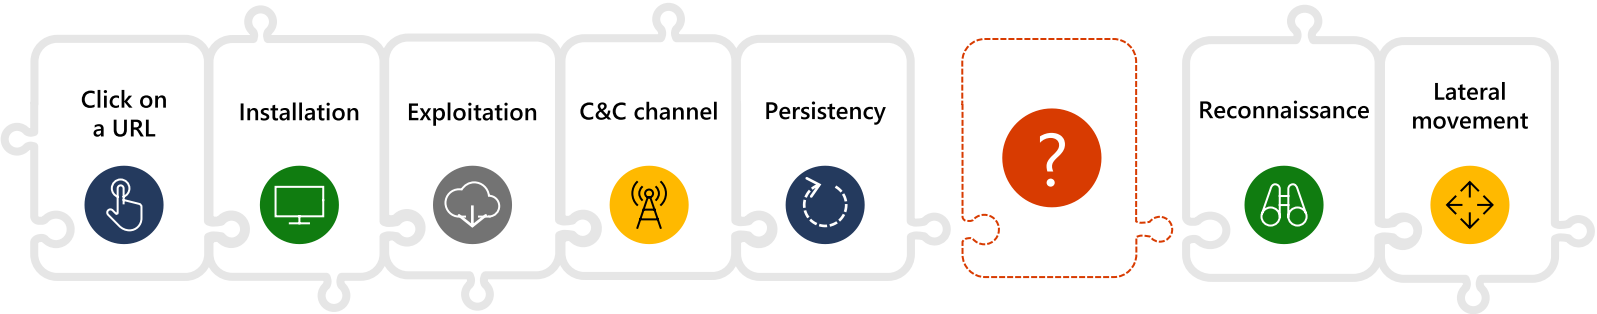 Click on
a URL
Installation
Exploitation
C&C channel
Persistency
?
Reconnaissance
Lateral
movement